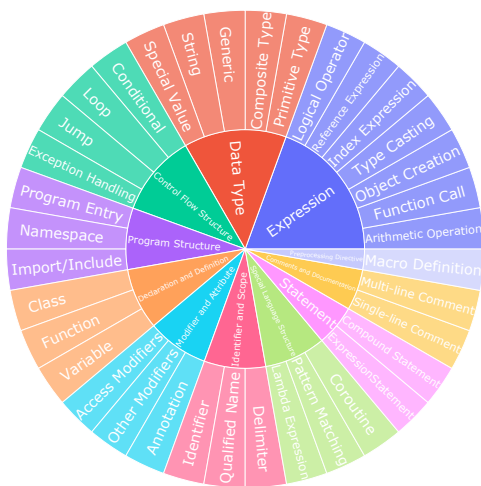 Expression
Logical Operator
Reference Expression
Index Expression
Type Casting
Object Creation
Function Call
Arithmetic Operation
Data Type
Special Value
String
Generic
Composite Type
Primitive Type
Control Flow Structure
Conditional
Loop
Jump
Exception Handling
Program Structure
Program Entry
Namespace
Import/Include
Declaration and Definition
Class
Function
Variable
Modifier and Attribute
Access Modifiers
Other Modifiers
Annotation
Identifier and Scope
Identifier
Qualified Name
Delimiter
Special Language Structure
Lambda Expression
Pattern Matching
Coroutine
Statement
ExpressionStatement
Compound Statement
Comments and Documentation
Single-line Comment
Multi-line Comment
Preprocessing Directives
Macro Definition